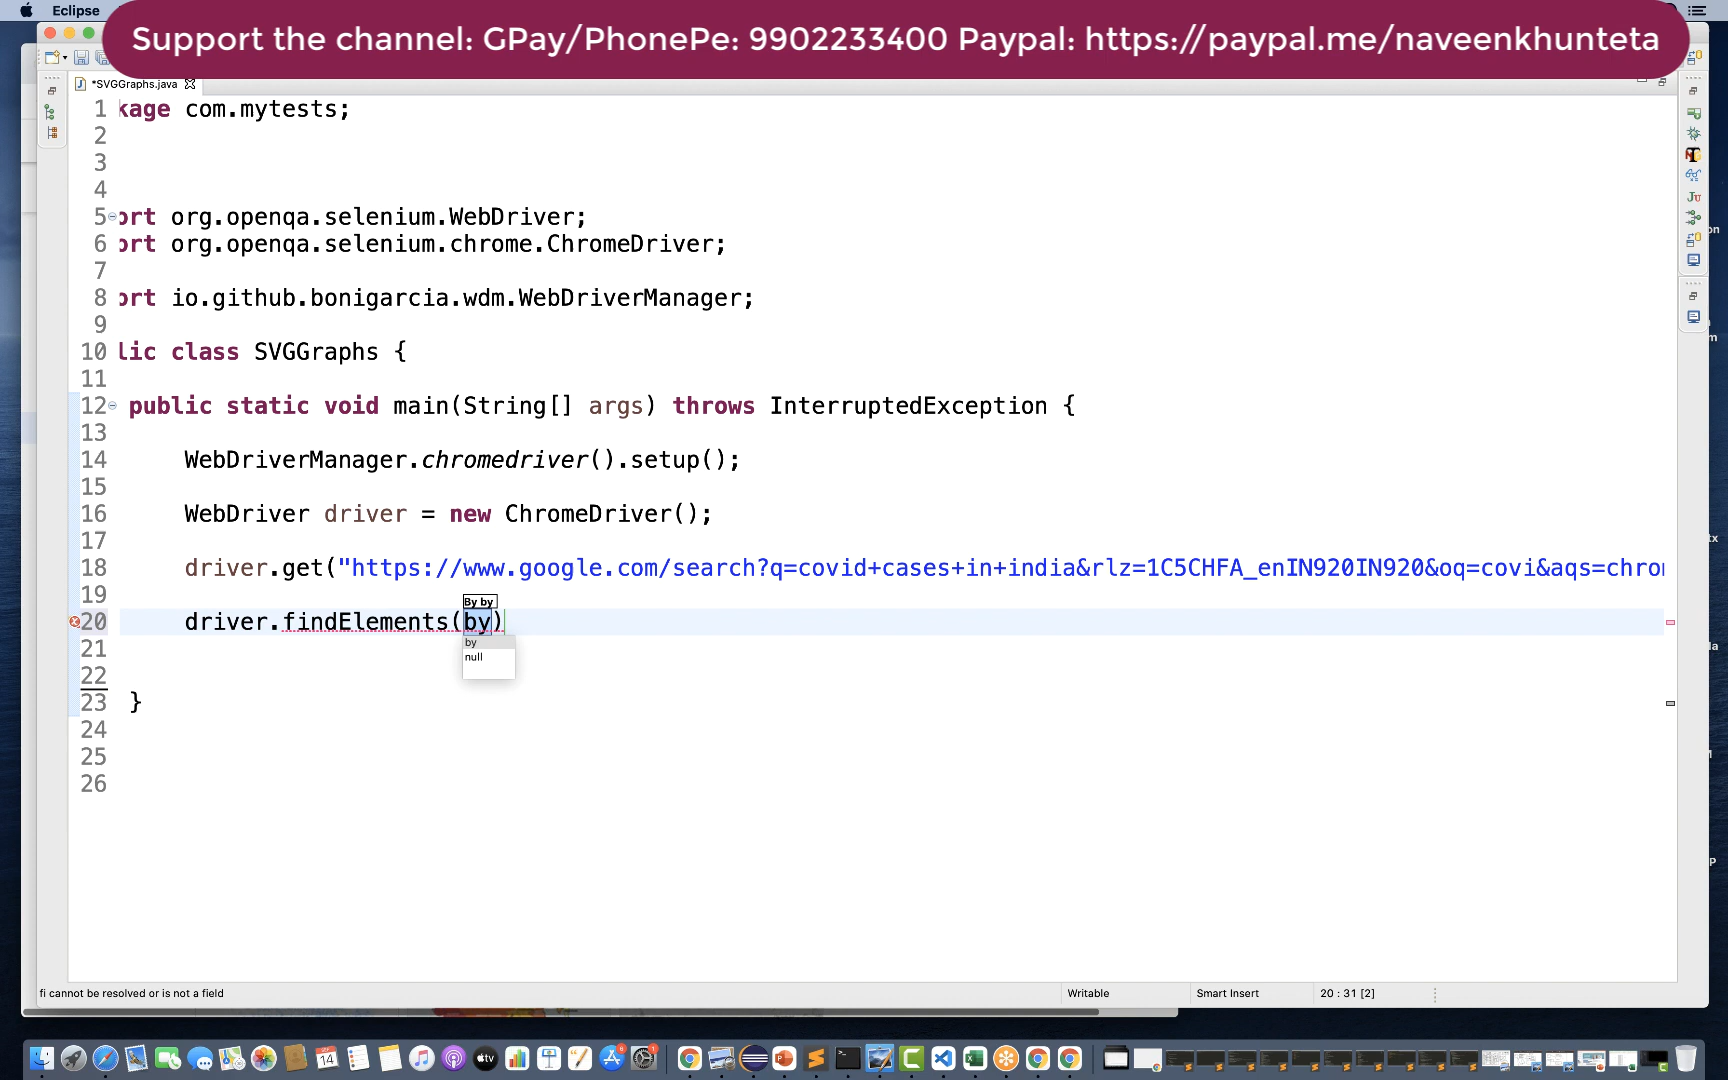 Eclipse
Support the channel: GPay/PhonePe: 9902233400 Paypal: https://paypal.me/naveenkhunteta
*SVGGraphs.java
1 kage com.mytests;
2
3
4
5 ort org.openqa.selenium.WebDriver;
6 ort org.openqa.selenium.chrome.ChromeDriver;
7
8 ort io.github.bonigarcia.wdm.WebDriverManager;
9
10 lic class SVGGraphs {
11
12 public static void main(String[] args) throws InterruptedException {
13
14 WebDriverManager.chromedriver().setup();
15
16 WebDriver driver = new ChromeDriver();
17
18 driver.get("https://www.google.com/search?q=covid+cases+in+india&rlz=1C5CHFA_enIN920IN920&oq=covi&aqs=chro
19
By by
20 driver.findElements(by)
by
21
null
22
23 }
24
25
26
fi cannot be resolved or is not a field
Writable
Smart Insert
20 : 31 [2]